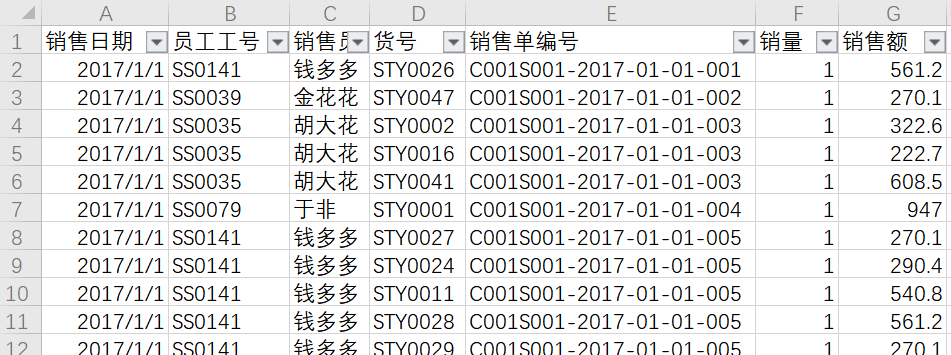 A B C D E F G
1 销售日期 员工工号 销售员 货号 销售单编号 销量 销售额
2 2017/1/1 SS0141 钱多多 STY0026 C001S001-2017-01-01-001 1 561.2
3 2017/1/1 SS0039 金花花 STY0047 C001S001-2017-01-01-002 1 270.1
4 2017/1/1 SS0035 胡大花 STY0002 C001S001-2017-01-01-003 1 322.6
5 2017/1/1 SS0035 胡大花 STY0016 C001S001-2017-01-01-003 1 222.7
6 2017/1/1 SS0035 胡大花 STY0041 C001S001-2017-01-01-003 1 608.5
7 2017/1/1 SS0079 于非 STY0001 C001S001-2017-01-01-004 1 947
8 2017/1/1 SS0141 钱多多 STY0027 C001S001-2017-01-01-005 1 270.1
9 2017/1/1 SS0141 钱多多 STY0024 C001S001-2017-01-01-005 1 290.4
10 2017/1/1 SS0141 钱多多 STY0011 C001S001-2017-01-01-005 1 540.8
11 2017/1/1 SS0141 钱多多 STY0028 C001S001-2017-01-01-005 1 561.2
12 2017/1/1 SS0141 钱多多 STY0029 C001S001-2017-01-01-005 1 270.1